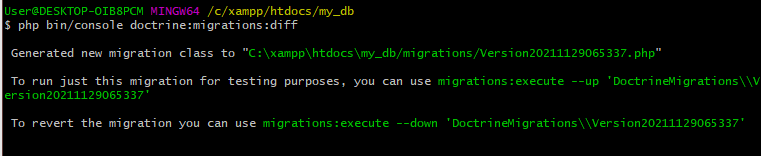 User@DESKTOP-OIB8PCM MINGW64 /c/xampp/htdocs/my_db
$ php bin/console doctrine:migrations:diff
Generated new migration class to "C:\xampp\htdocs\my_db/migrations/Version20211129065337.php"
To run just this migration for testing purposes, you can use migrations:execute --up 'DoctrineMigrations\\V
ersion20211129065337'
To revert the migration you can use migrations:execute --down 'DoctrineMigrations\\Version20211129065337'